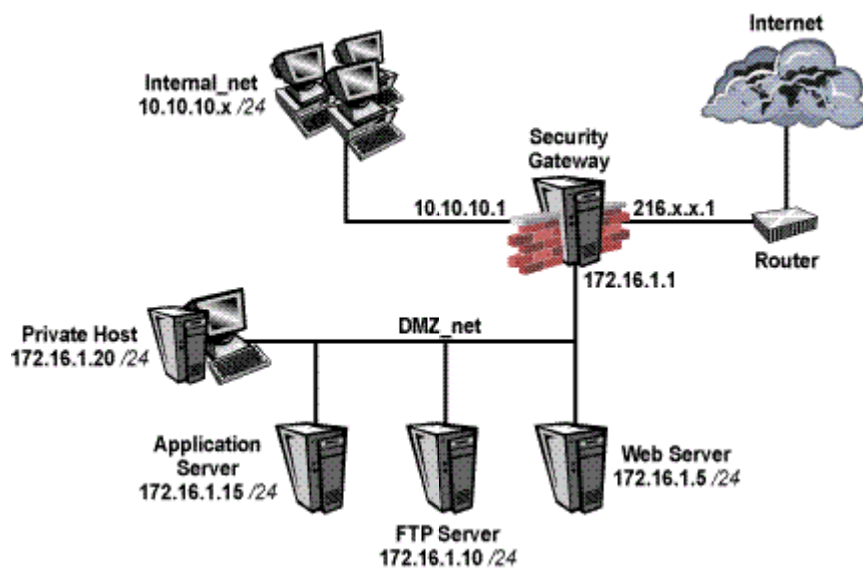 Internet
Internal_net
10.10.10.x /24
Security
Gateway
10.10.10.1
216.x.x.1
Router
172.16.1.1
DMZ_net
Private Host
172.16.1.20 /24
Application
Server
172.16.1.15 /24
FTP Server
172.16.1.10 /24
Web Server
172.16.1.5 /24